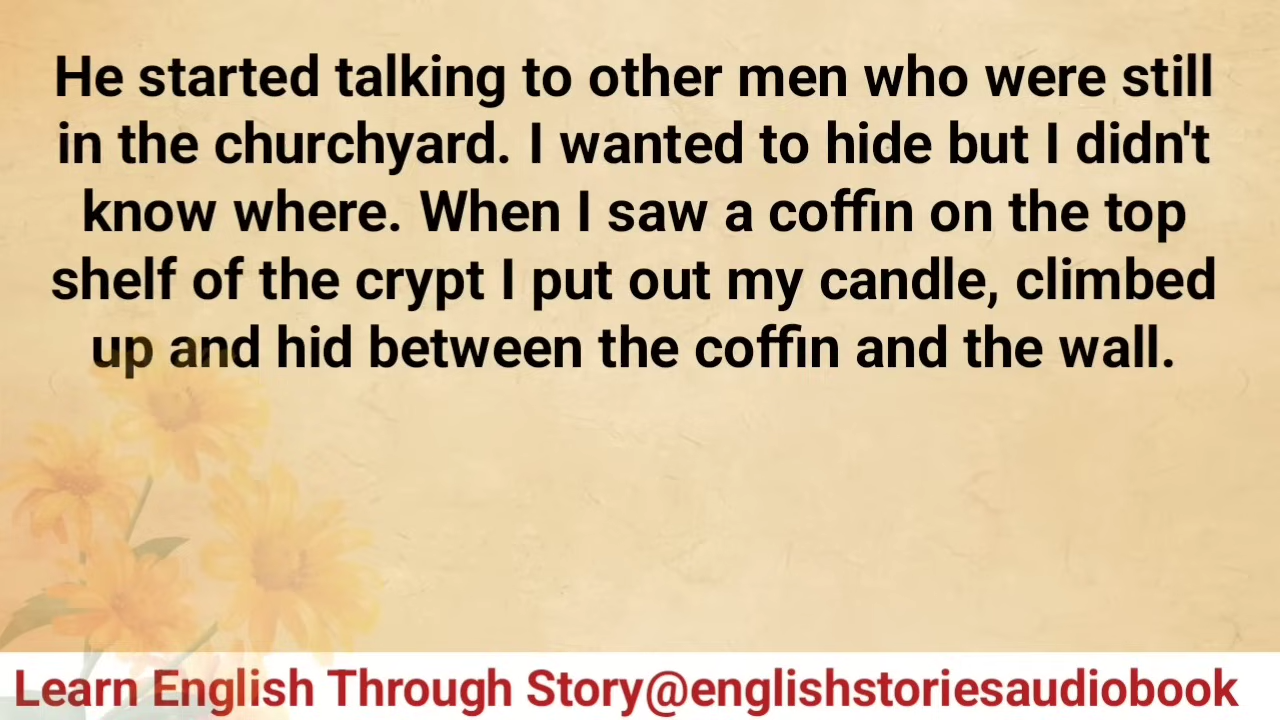 He started talking to other men who were still
in the churchyard. I wanted to hide but I didn't
know where. When I saw a coffin on the top
shelf of the crypt I put out my candle, climbed
up and hid between the coffin and the wall.
Learn English Through Story@englishstoriesaudiobook